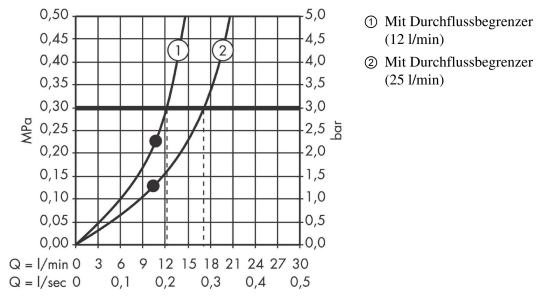 0,50 5,0
0,45 4,5
0,40 4,0
0,35 3,5
0,30 3,0
0,25 2,5
0,20 2,0
0,15 1,5
0,10 1,0
0,05 0,5
0,00 0,0
MPa
bar
1 2
Q = l/min 0 3 6 9 12 15 18 21 24 27 30
Q = l/sec 0 0,1 0,2 0,3 0,4 0,5
① Mit Durchflussbegrenzer
(12 l/min)
② Mit Durchflussbegrenzer
(25 l/min)